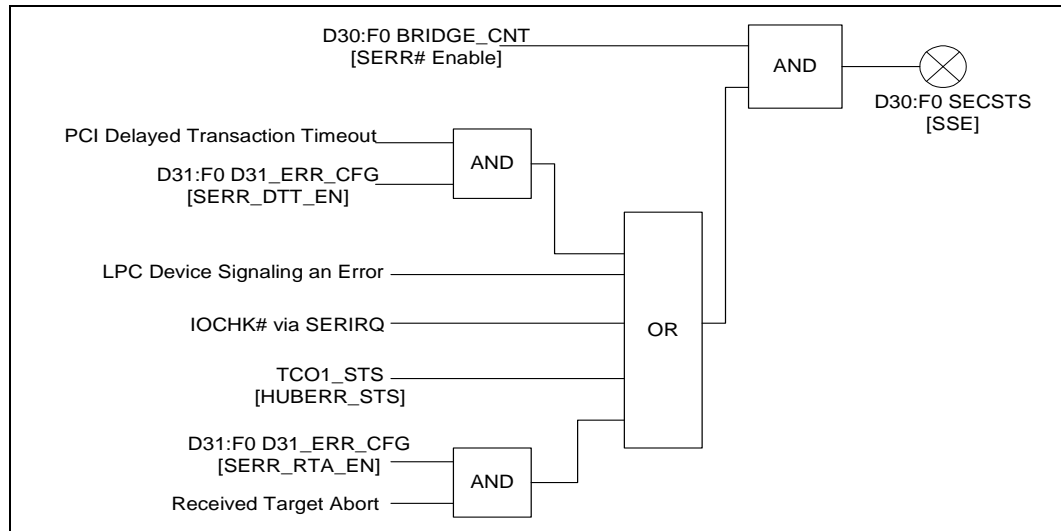 D30:F0 BRIDGE_CNT
[SERR# Enable]
AND
D30:F0 SECSTS
[SSE]
PCI Delayed Transaction Timeout
AND
D31:F0 D31_ERR_CFG
[SERR_DTT_EN]
LPC Device Signaling an Error
IOCHK# via SERIRQ
OR
TCO1_STS
[HUBERR_STS]
D31:F0 D31_ERR_CFG
[SERR_RTA_EN]
AND
Received Target Abort